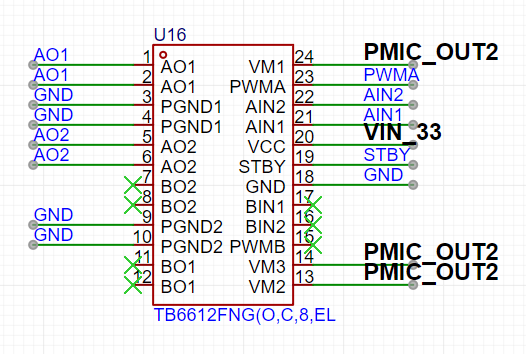 U16
AO1 1 AO1 VM1 24 PMIC_OUT2
AO1 2 AO1 PWMA 23 PWMA
GND 3 PGND1 AIN2 22 AIN2
GND 4 PGND1 AIN1 21 AIN1
AO2 5 AO2 VCC 20 VIN_33
AO2 6 AO2 STBY 19 STBY
7 BO2 GND 18 GND
8 BO2 BIN1 17
GND 9 PGND2 BIN2 16
GND 10 PGND2 PWMB 15
11 BO1 VM3 14 PMIC_OUT2
12 BO1 VM2 13 PMIC_OUT2
TB6612FNG(O,C,8,EL